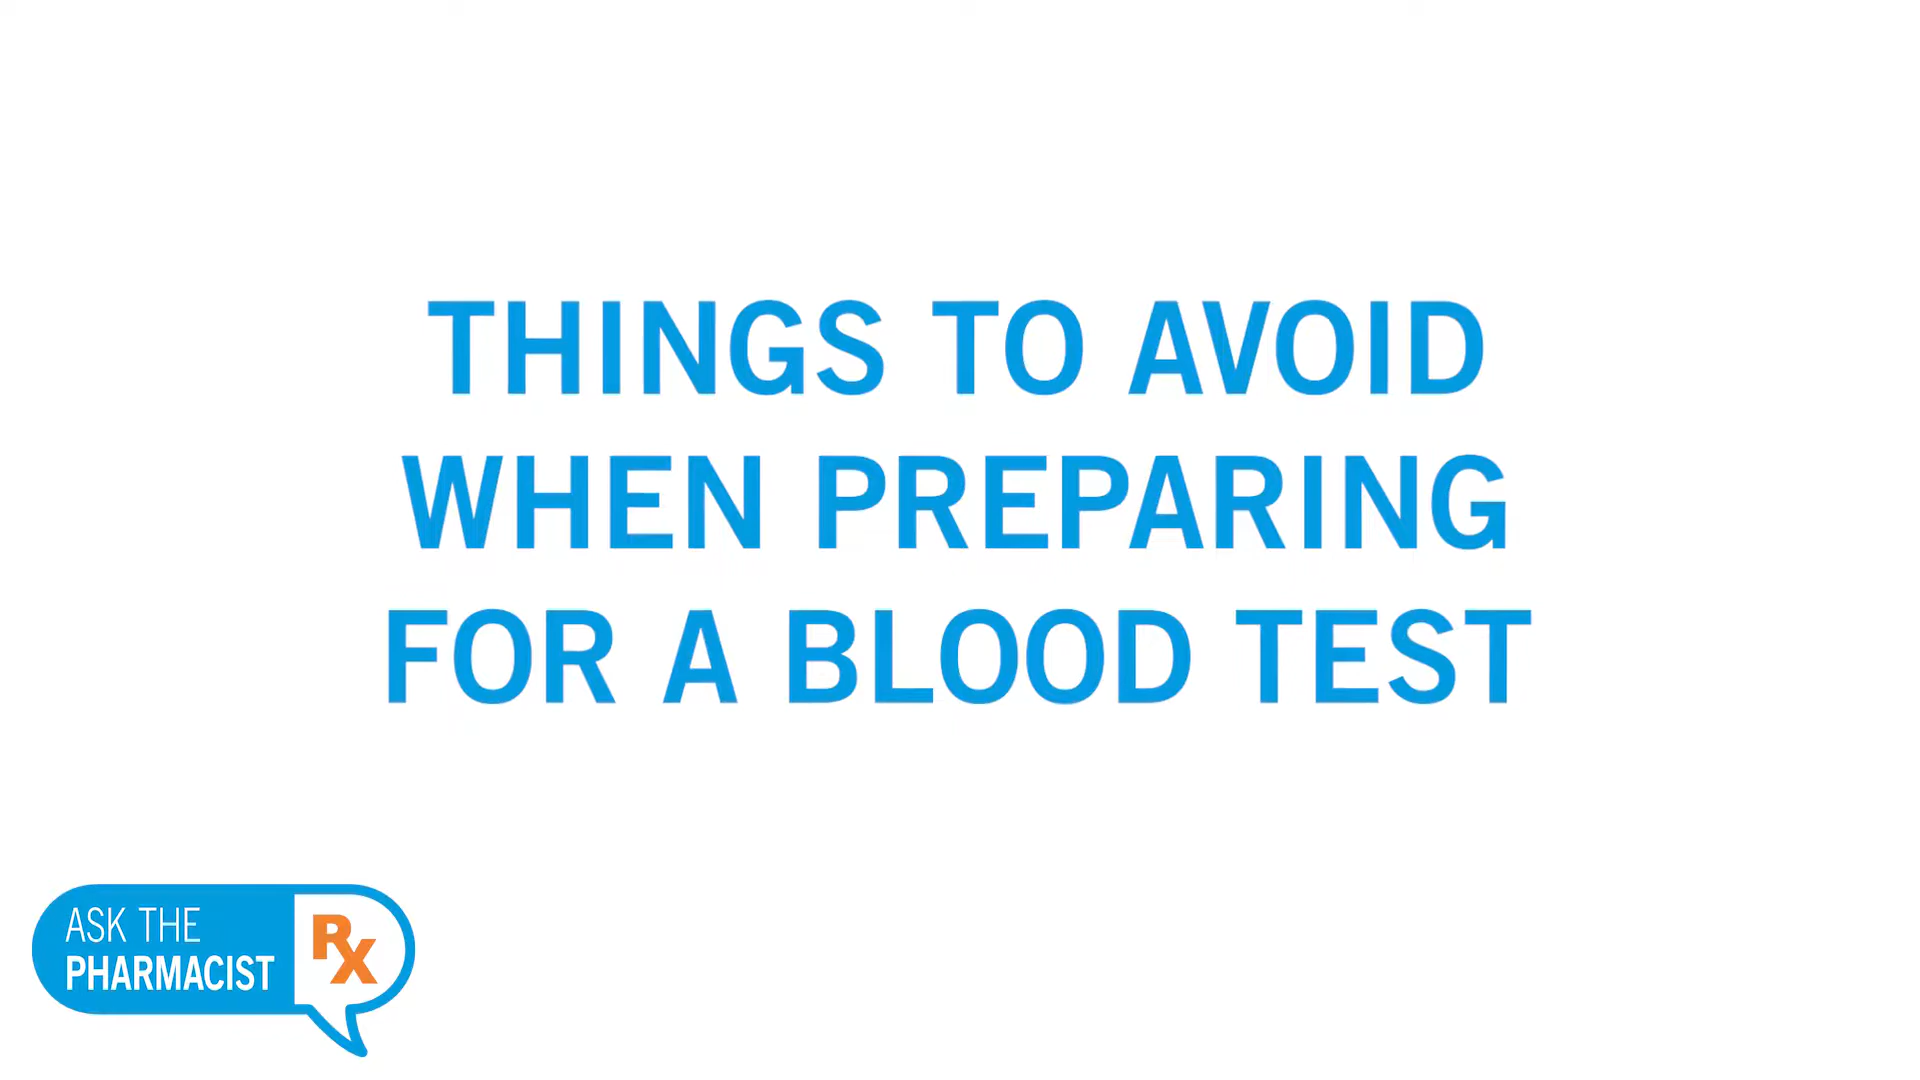 THINGS TO AVOID
WHEN PREPARING
FOR A BLOOD TEST
ASK THE
PHARMACIST
Rx